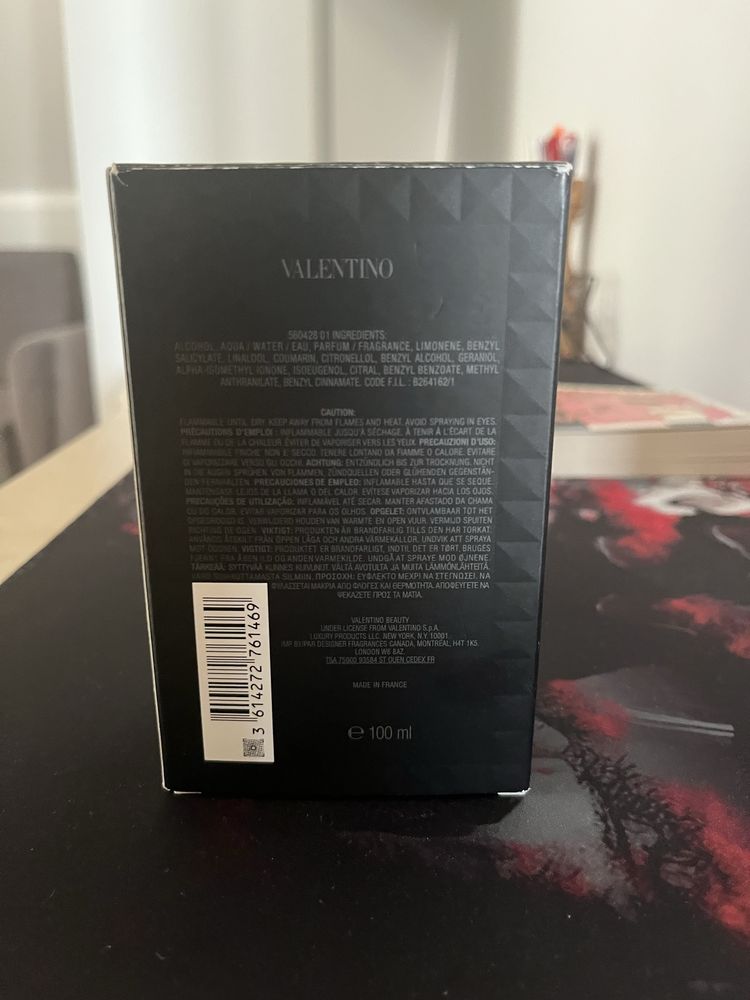 VALENTINO
560428 01 INGREDIENTS:
ALCOHOL, AQUA / WATER / EAU, PARFUM / FRAGRANCE, LIMONENE, BENZYL
SALICYLATE, LINALOOL, COUMARIN, CITRONELLOL, BENZYL ALCOHOL, GERANIOL,
ALPHA-ISOMETHYL IONONE, ISOEUGENOL, CITRAL, BENZYL BENZOATE, METHYL
ANTHRANILATE, BENZYL CINNAMATE. CODE F.I.L. : B264162/1
CAUTION:
FLAMMABLE UNTIL DRY. KEEP AWAY FROM FLAMES AND HEAT. AVOID SPRAYING IN EYES.
PRÉCAUTIONS D'EMPLOI : INFLAMMABLE JUSQU'À SÉCHAGE. À TENIR À L'ÉCART DE LA
FLAMME OU DE LA CHALEUR. ÉVITER DE VAPORISER VERS LES YEUX. PRECAUZIONI D'USO:
INFIAMMABILE FINCHÉ NON È SECCO. TENERE LONTANO DA FIAMME O CALORE. EVITARE
DI VAPORIZZARE VERSO GLI OCCHI. ACHTUNG: ENTZÜNDLICH BIS ZUR TROCKNUNG. NICHT
IN DIE AUGEN SPRÜHEN. VON FLAMMEN, ZÜNDQUELLEN ODER GLÜHENDEN GEGENSTÄN-
DEN FERNHALTEN. PRECAUCIONES DE EMPLEO: INFLAMABLE HASTA QUE SE SEQUE.
MANTÉNGASE LEJOS DE LA LLAMA O DEL CALOR. EVÍTESE VAPORIZAR HACIA LOS OJOS.
PRECAUÇÕES DE UTILIZAÇÃO: INFLAMÁVEL ATÉ SECAR. MANTER AFASTADO DA CHAMA
OU DO CALOR. EVITAR VAPORIZAR PARA OS OLHOS. OPGELET: ONTVLAMBAAR TOT HET
OPGEDROOGD IS. VERWIJDERD HOUDEN VAN WARMTE EN OPEN VUUR. VERMIJD SPUITEN
RICHTING DE OGEN. VIKTIGT: PRODUKTEN ÄR BRANDFARLIG TILLS DEN HAR TORKAT.
ANVÄNDS ÅTSKILT FRÅN ÖPPEN LÅGA OCH ANDRA VÄRMEKÄLLOR. UNDVIK ATT SPRAYA
MOT ÖGONEN. VIGTIGT: PRODUKTET ER BRANDFARLIGT, INDTIL DET ER TØRT. BRUGES
FJERNT FRA ÅBEN ILD OG ANDEN VARMEKILDE. UNDGÅ AT SPRAYE MOD ØJNENE.
TÄRKEÄÄ: SYTTYVÄÄ KUNNES KUIVUNUT. VÄLTÄ AVOTULTA JA MUITA LÄMMÖNLÄHTEITÄ.
VARO SUIHKUTTAMASTA SILMIIN. ΠΡΟΣΟΧΗ: ΕΥΦΛΕΚΤΟ ΜΕΧΡΙ ΝΑ ΣΤΕΓΝΩΣΕΙ. ΝΑ
ΦΥΛΑΣΣΕΤΑΙ ΜΑΚΡΙΑ ΑΠΟ ΦΛΟΓΕΣ ΚΑΙ ΘΕΡΜΟΤΗΤΑ. ΑΠΟΦΕΥΓΕΤΕ ΝΑ
ΨΕΚΑΖΕΤΕ ΠΡΟΣ ΤΑ ΜΑΤΙΑ.
VALENTINO BEAUTY
UNDER LICENSE FROM VALENTINO S.p.A.
LUXURY PRODUCTS LLC, NEW YORK, N.Y. 10001.
IMP BY/PAR DESIGNER FRAGRANCES CANADA, MONTRÉAL, H4T 1K5.
LONDON W6 8AZ.
TSA 75000 93584 ST OUEN CEDEX FR
MADE IN FRANCE
℮ 100 ml
3 614272 761469